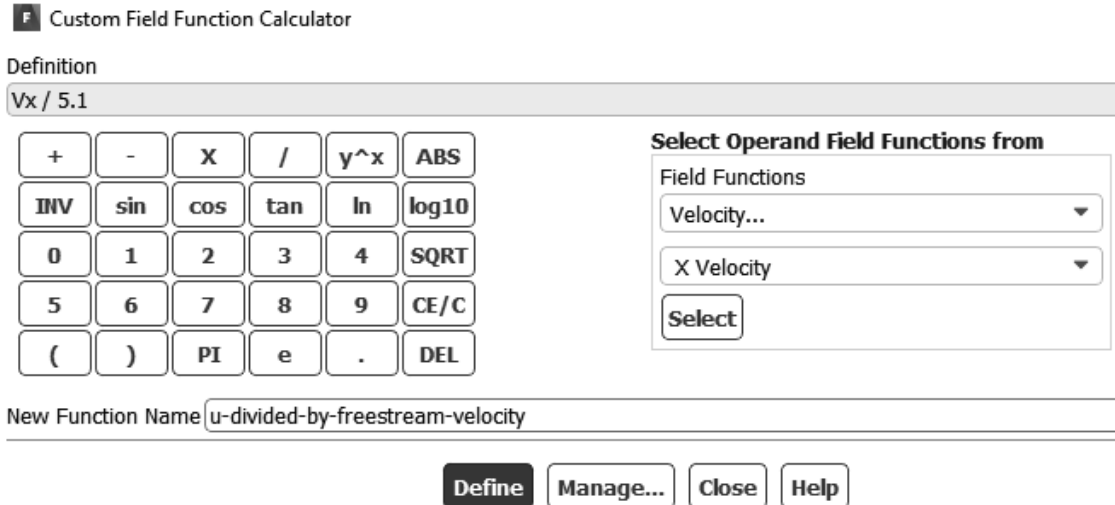 F Custom Field Function Calculator
Definition
Vx / 5.1
+ - X / y^x ABS
INV sin cos tan ln log10
0 1 2 3 4 SQRT
5 6 7 8 9 CE/C
( ) PI e . DEL
Select Operand Field Functions from
Field Functions
Velocity...
X Velocity
Select
New Function Name u-divided-by-freestream-velocity
Define Manage... Close Help